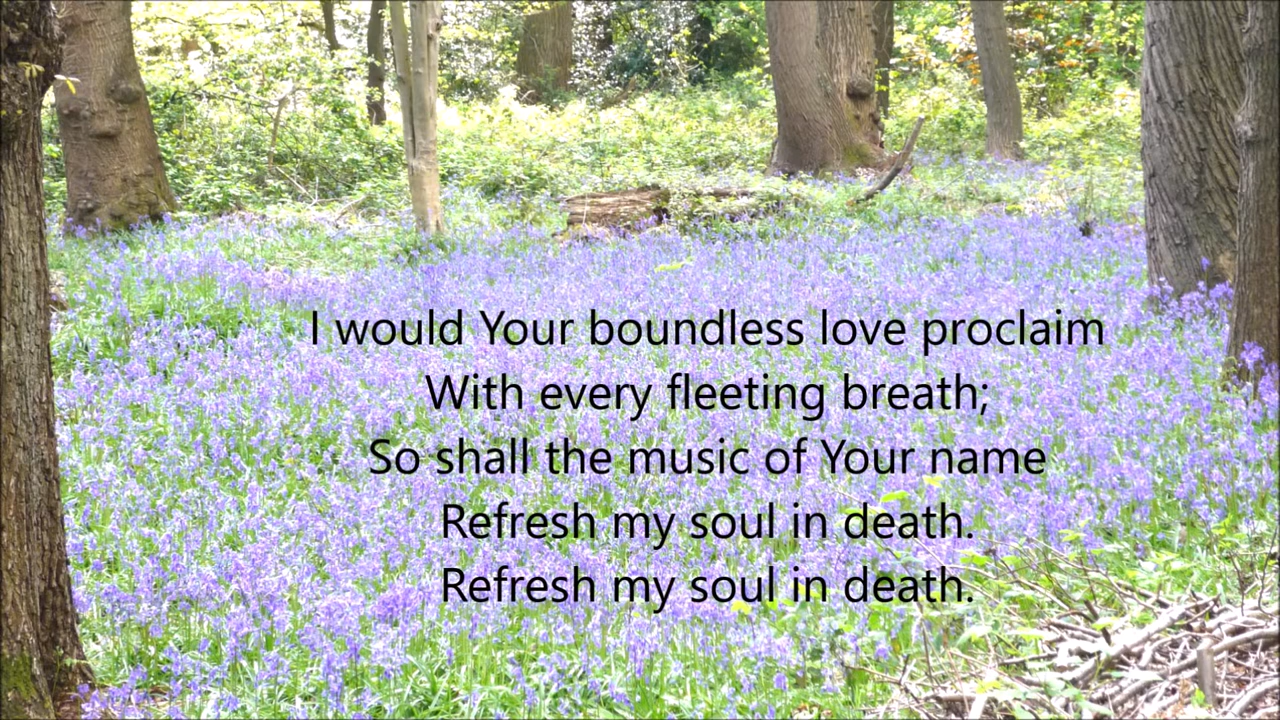 I would Your boundless love proclaim
With every fleeting breath;
So shall the music of Your name
Refresh my soul in death.
Refresh my soul in death.